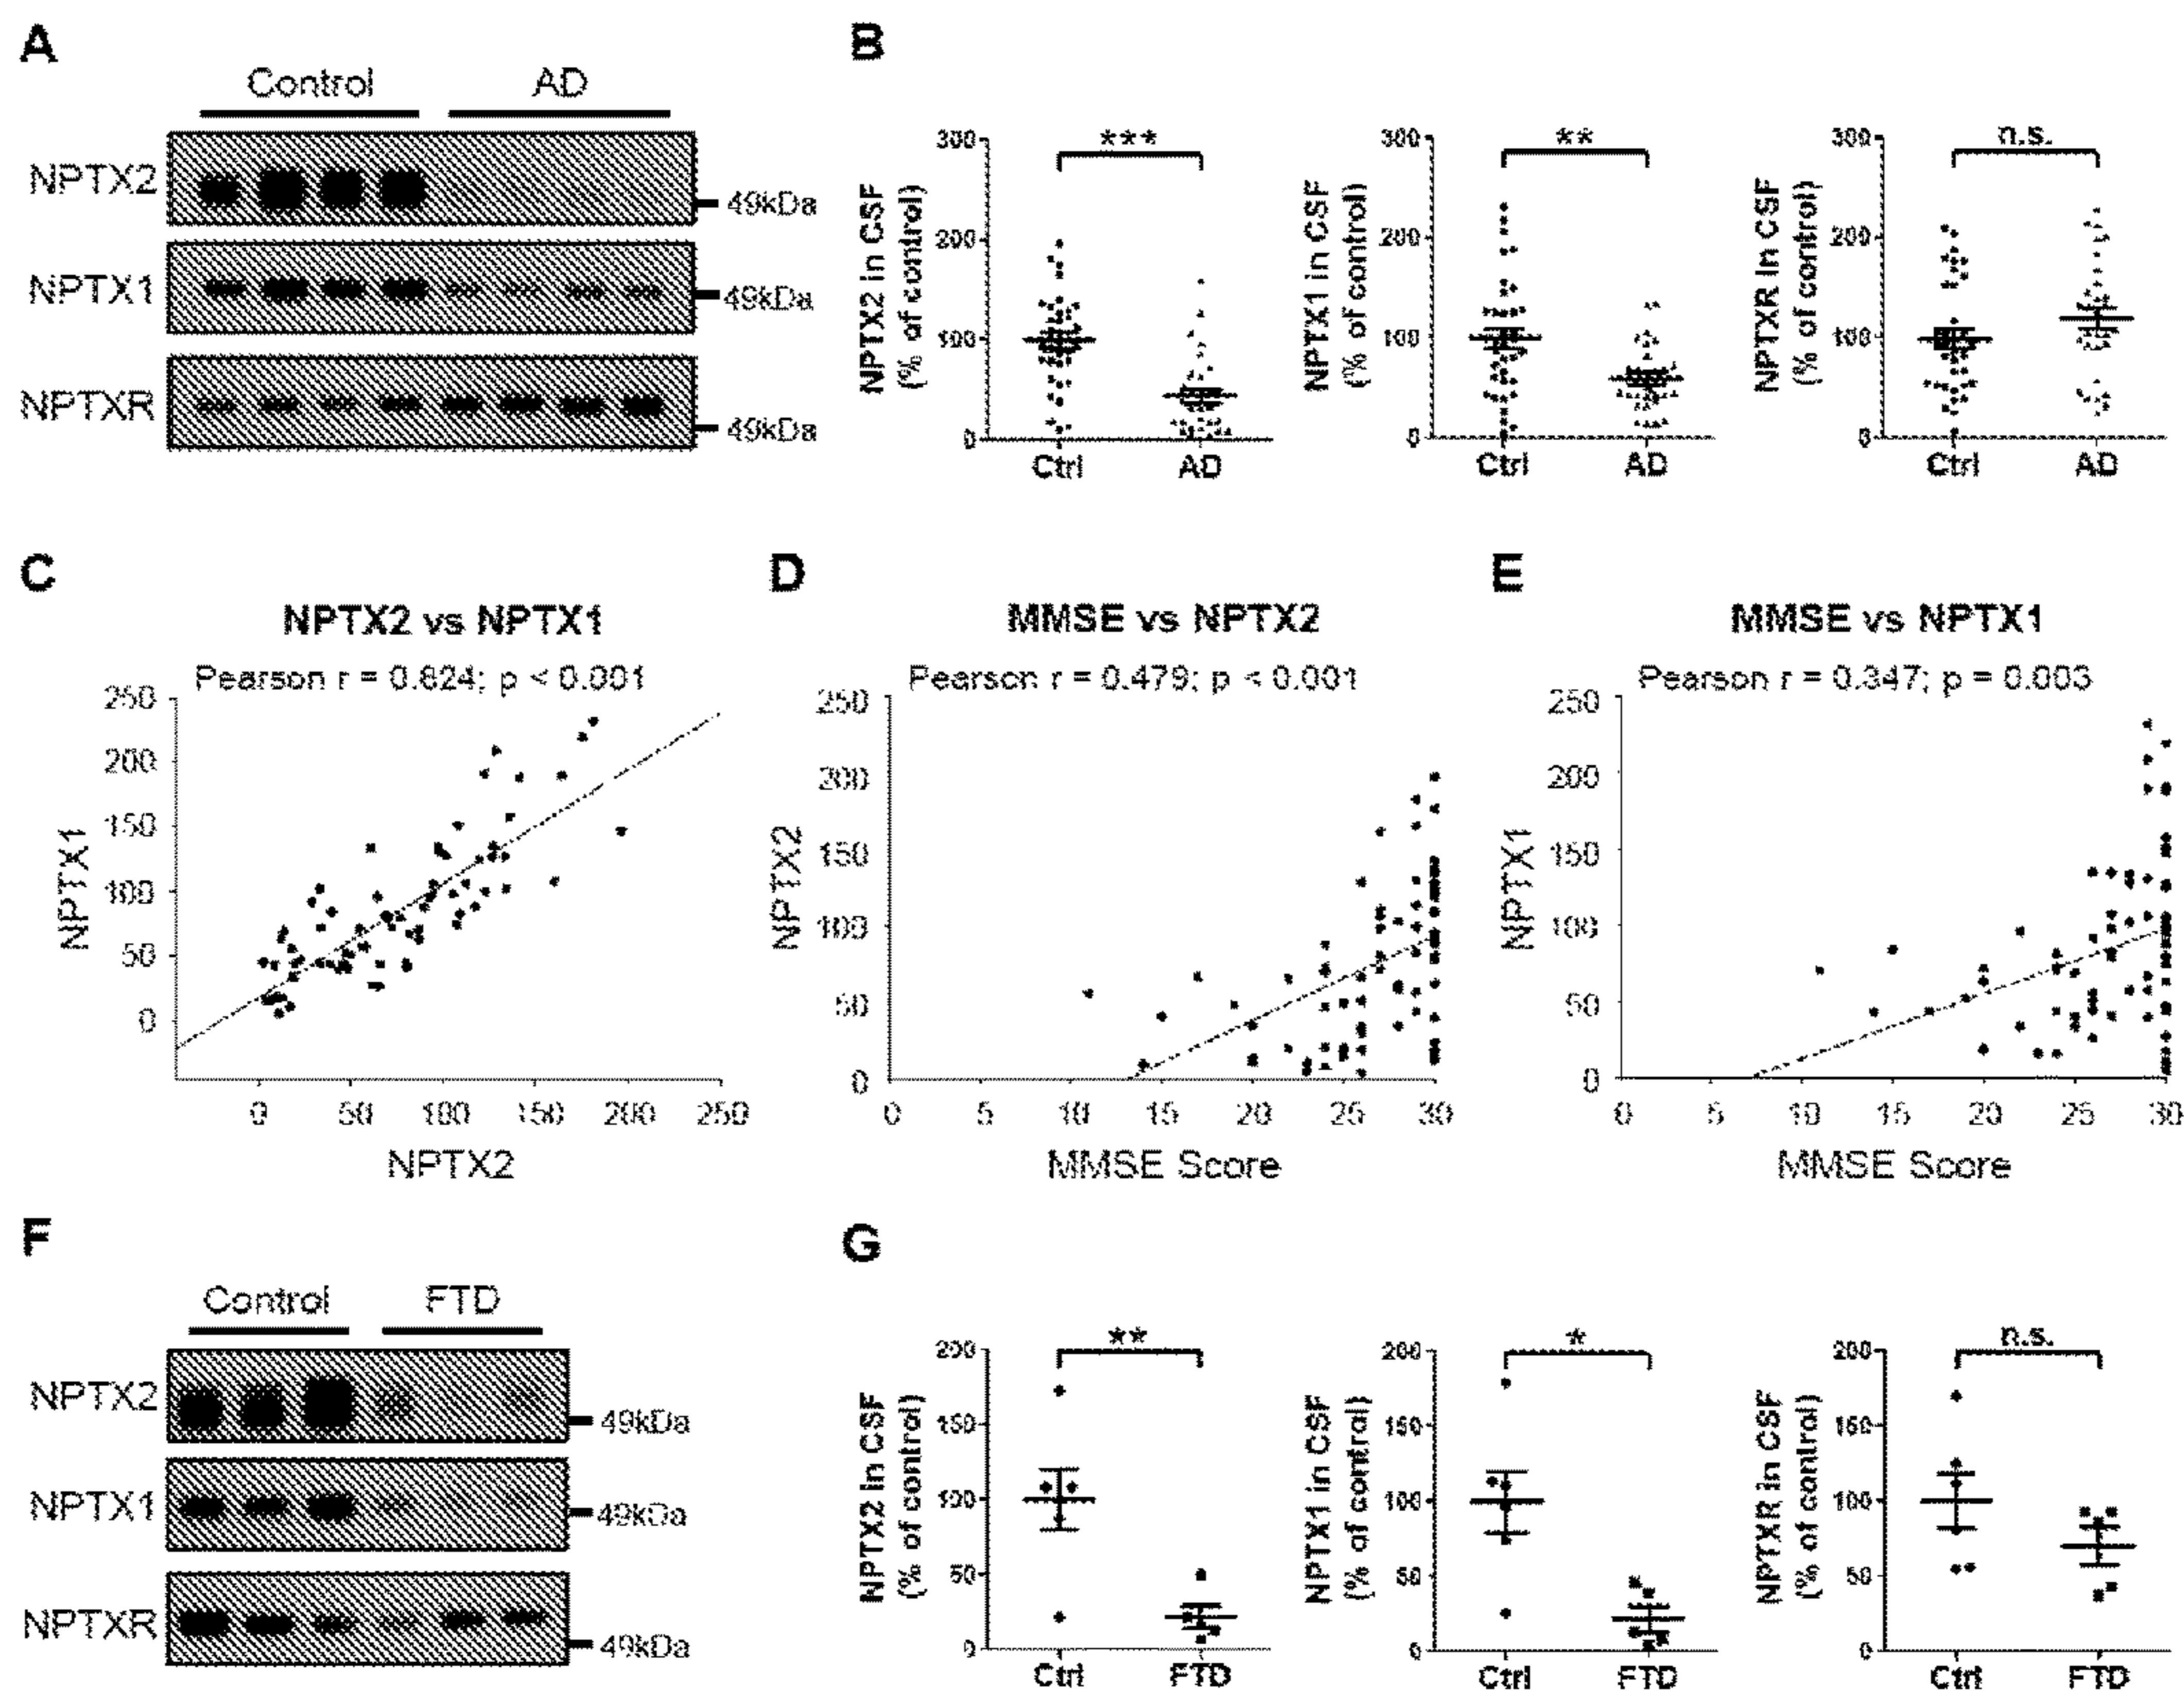 A
Control AD
NPTX2
49kDa
NPTX1
49kDa
NPTXR
49kDa
B
NPTX2 in CSF
(% of control)
300
200
100
0
***
Ctrl AD
NPTX1 in CSF
(% of control)
300
200
100
0
**
Ctrl AD
NPTXR in CSF
(% of control)
300
200
100
0
n.s.
Ctrl AD
C
NPTX2 vs NPTX1
Pearson r = 0.824; p < 0.001
NPTX1
250
200
150
100
50
0
0 50 100 150 200 250
NPTX2
D
MMSE vs NPTX2
Pearson r = 0.479; p < 0.001
NPTX2
250
200
150
100
50
0
0 5 10 15 20 25 30
MMSE Score
E
MMSE vs NPTX1
Pearson r = 0.347; p = 0.003
NPTX1
250
200
150
100
50
0
0 5 10 15 20 25 30
MMSE Score
F
Control FTD
NPTX2
49kDa
NPTX1
49kDa
NPTXR
49kDa
G
NPTX2 in CSF
(% of control)
200
150
100
50
0
**
Ctrl FTD
NPTX1 in CSF
(% of control)
200
150
100
50
0
*
Ctrl FTD
NPTXR in CSF
(% of control)
200
150
100
50
0
n.s.
Ctrl FTD